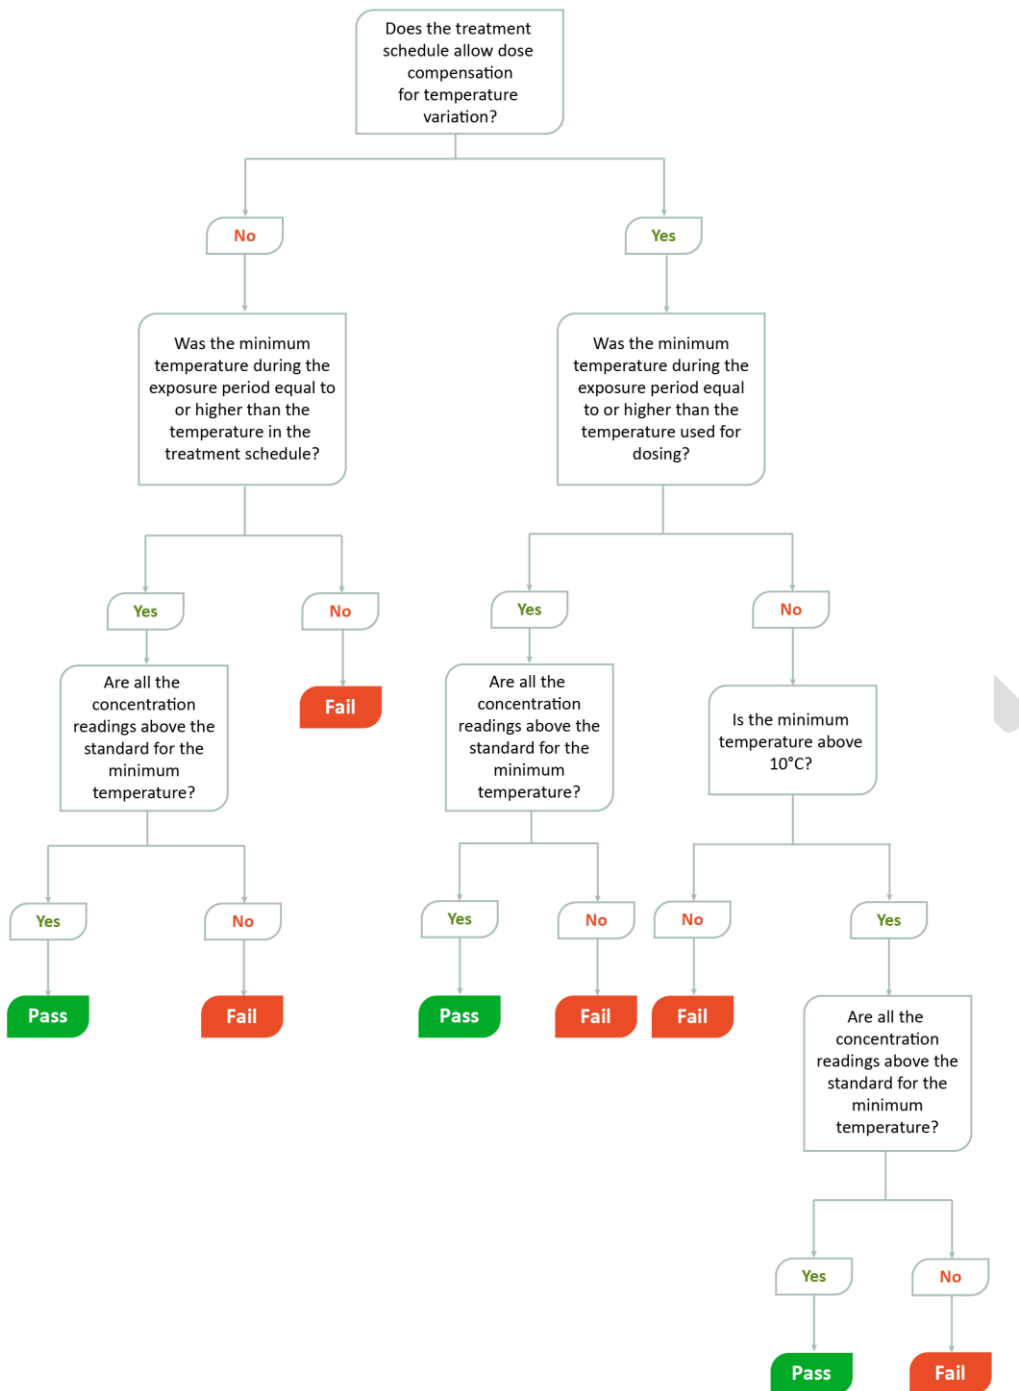 Does the treatment
schedule allow dose
compensation
for temperature
variation?
No
Yes
Was the minimum
temperature during the
exposure period equal to
or higher than the
temperature in the
treatment schedule?
Was the minimum
temperature during the
exposure period equal
to or higher than the
temperature used for
dosing?
Yes
No
Yes
No
Are all the
concentration
readings above the
standard for the
minimum
temperature?
Fail
Are all the
concentration
readings above the
standard for the
minimum
temperature?
Is the minimum
temperature above
10°C?
Yes
No
Yes
No
No
Yes
Pass
Fail
Pass
Fail
Fail
Are all the
concentration
readings above the
standard for the
minimum
temperature?
Yes
No
Pass
Fail